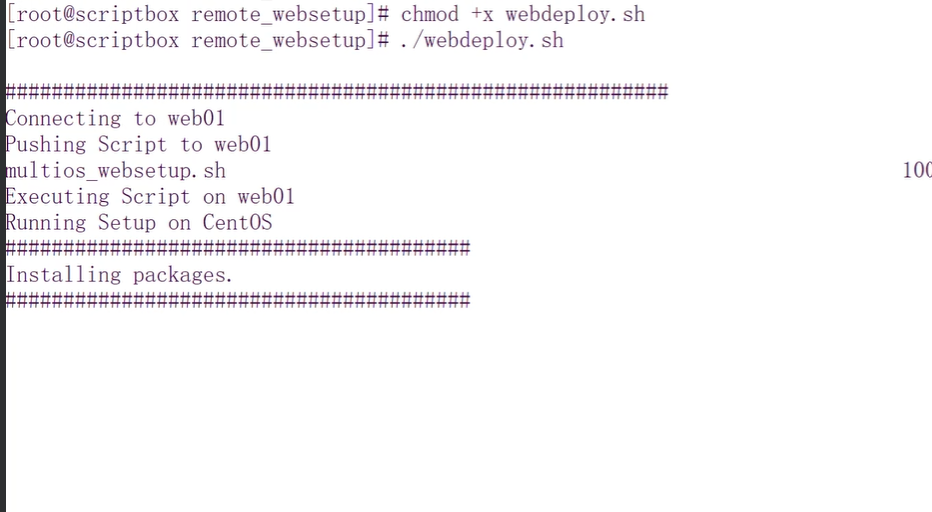 [root@scriptbox remote_websetup]# chmod +x webdeploy.sh
[root@scriptbox remote_websetup]# ./webdeploy.sh
#########################################################
Connecting to web01
Pushing Script to web01
multios_websetup.sh 100
Executing Script on web01
Running Setup on CentOS
########################################
Installing packages.
########################################